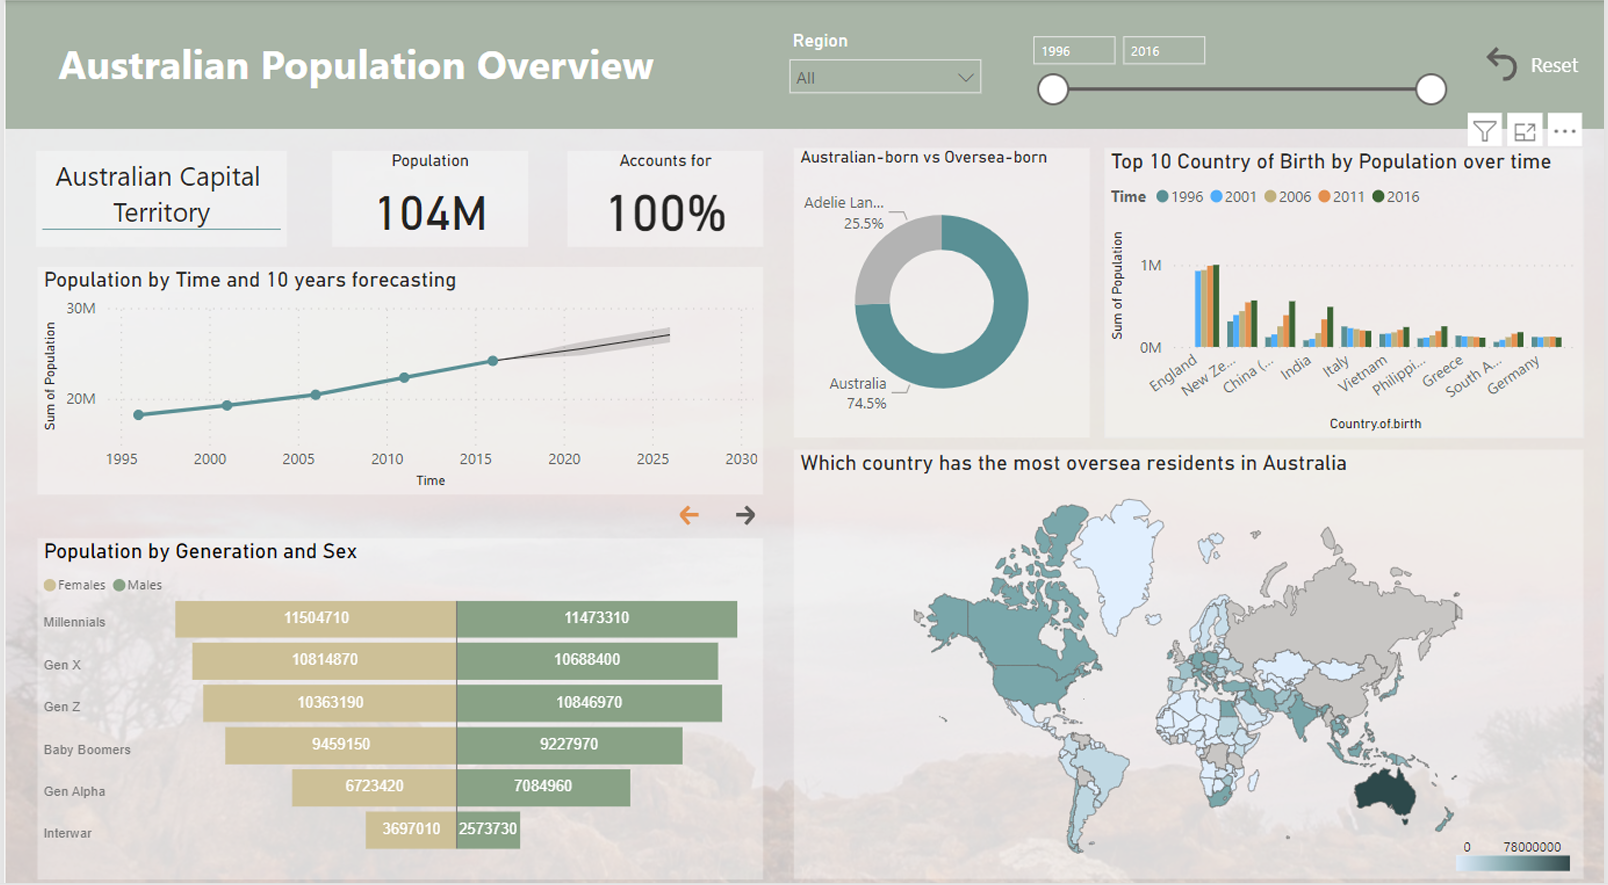 Australian Population Overview
Region
All
1996
2016
Reset
Australian Capital
Territory
Population
104M
Accounts for
100%
Population by Time and 10 years forecasting
30M
20M
Sum of Population
1995
2000
2005
2010
2015
2020
2025
2030
Time
Population by Generation and Sex
Females
Males
Millennials
11504710
11473310
Gen X
10814870
10688400
Gen Z
10363190
10846970
Baby Boomers
9459150
9227970
Gen Alpha
6723420
7084960
Interwar
3697010
2573730
Australian-born vs Oversea-born
Adelie Lan...
25.5%
Australia
74.5%
Top 10 Country of Birth by Population over time
Time 1996 2001 2006 2011 2016
Sum of Population
1M
0M
England
New Ze...
China (...
India
Italy
Vietnam
Philippi...
Greece
South A...
Germany
Country.of.birth
Which country has the most oversea residents in Australia
0
78000000